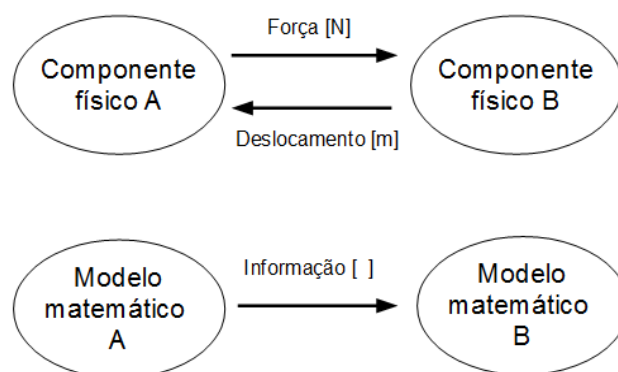 Força [N]
Componente
físico A
Componente
físico B
Deslocamento [m]
Informação [ ]
Modelo
matemático
A
Modelo
matemático
B